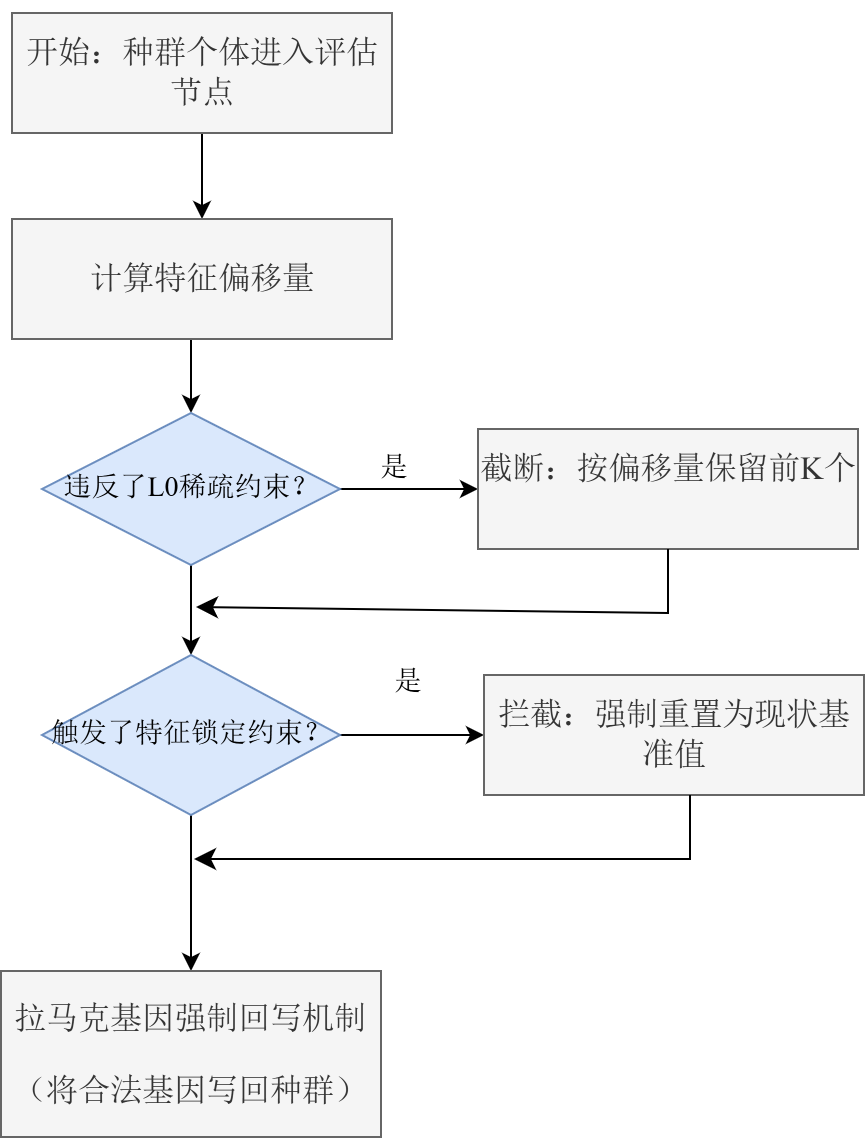 开始：种群个体进入评估
节点
计算特征偏移量
违反了L0稀疏约束？
是
截断：按偏移量保留前K个
触发了特征锁定约束？
是
拦截：强制重置为现状基
准值
拉马克基因强制回写机制
（将合法基因写回种群）